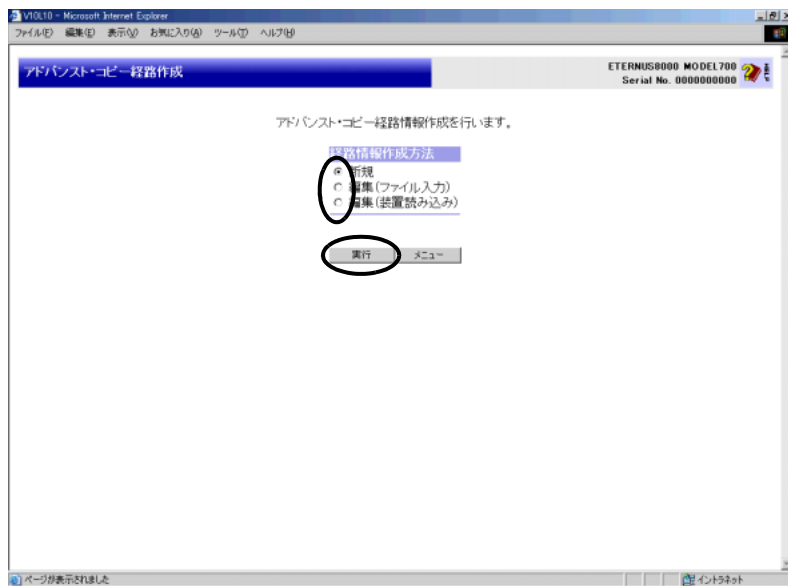 V10L10 - Microsoft Internet Explorer
ファイル(F) 編集(E) 表示(V) お気に入り(A) ツール(T) ヘルプ(H)
アドバンスト・コピー経路作成
ETERNUS8000 MODEL700
Serial No. 0000000000
アドバンスト・コピー経路情報作成を行います。
経路情報作成方法
新規
編集(ファイル入力)
編集(装置読み込み)
実行 メニュー
ページが表示されました
イントラネット